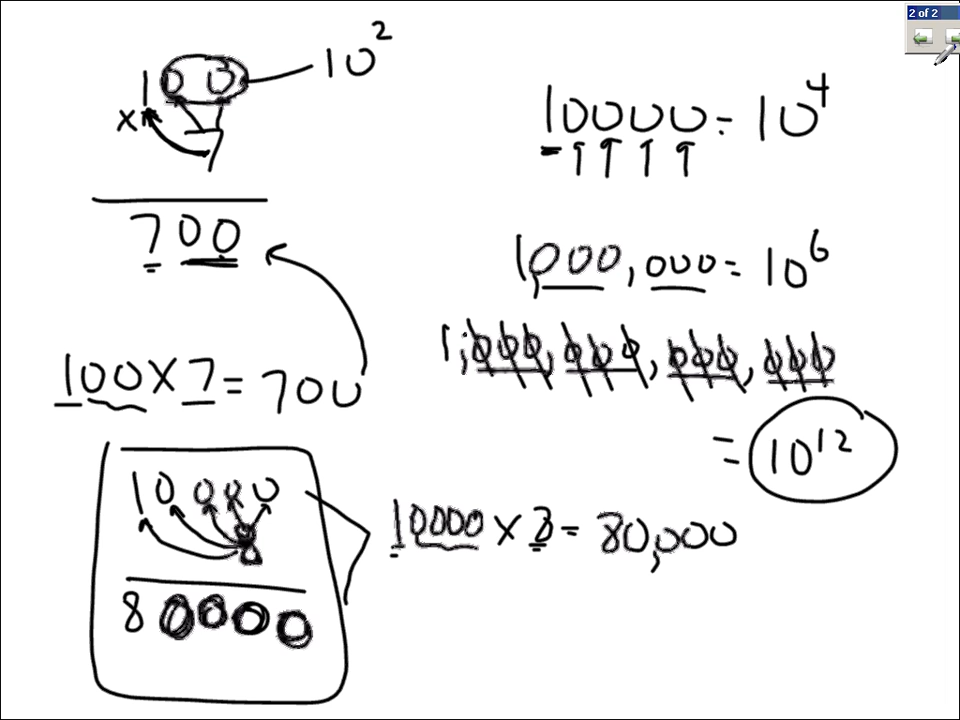 2 of 2
100 10²
x 7
700
100 x 7 = 700
10000
8
80000
10000 = 10⁴
1,000,000 = 10⁶
1,000,000,000,000
= 10¹²
10000 x 8 = 80,000